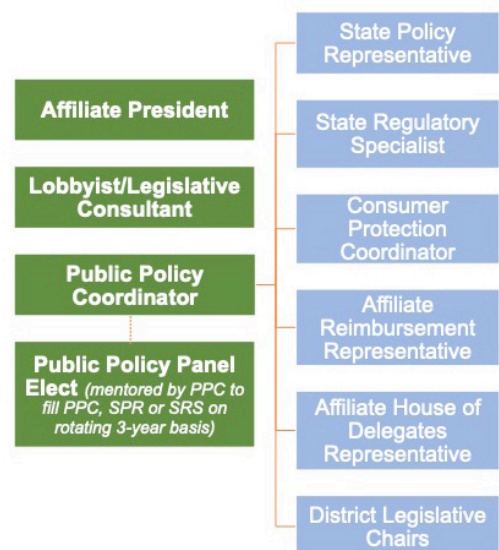 Affiliate President
Lobbyist/Legislative
Consultant
Public Policy
Coordinator
Public Policy Panel
Elect (mentored by PPC to
fill PPC, SPR or SRS on
rotating 3-year basis)
State Policy
Representative
State Regulatory
Specialist
Consumer
Protection
Coordinator
Affiliate
Reimbursement
Representative
Affiliate House of
Delegates
Representative
District Legislative
Chairs